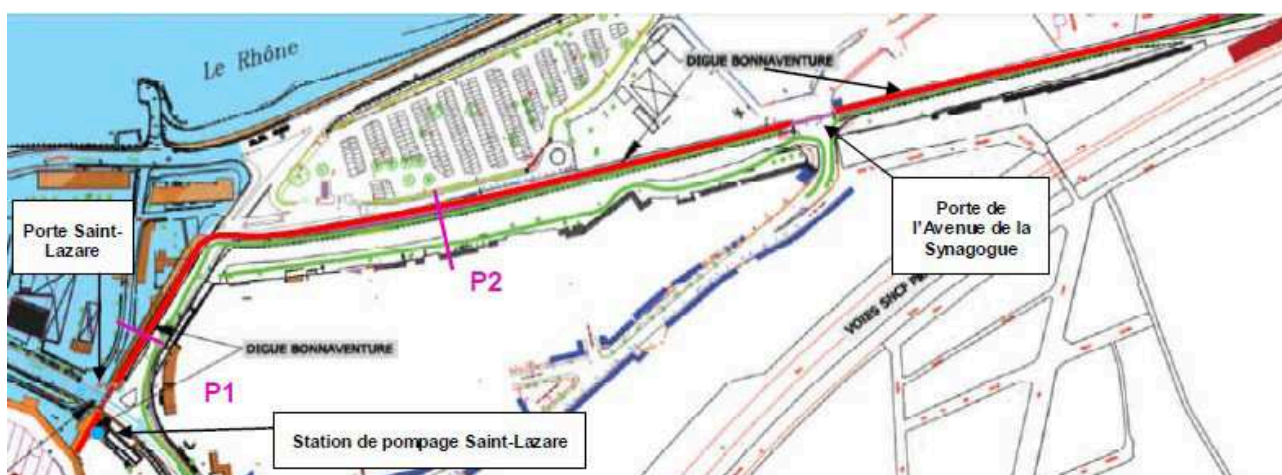 Le Rhône
DIGUE BONNAVENTURE
Porte Saint-
Lazare
Porte de
l'Avenue de la
Synagogue
P2
VOIES SNCF
DIGUE BONNAVENTURE
P1
Station de pompage Saint-Lazare